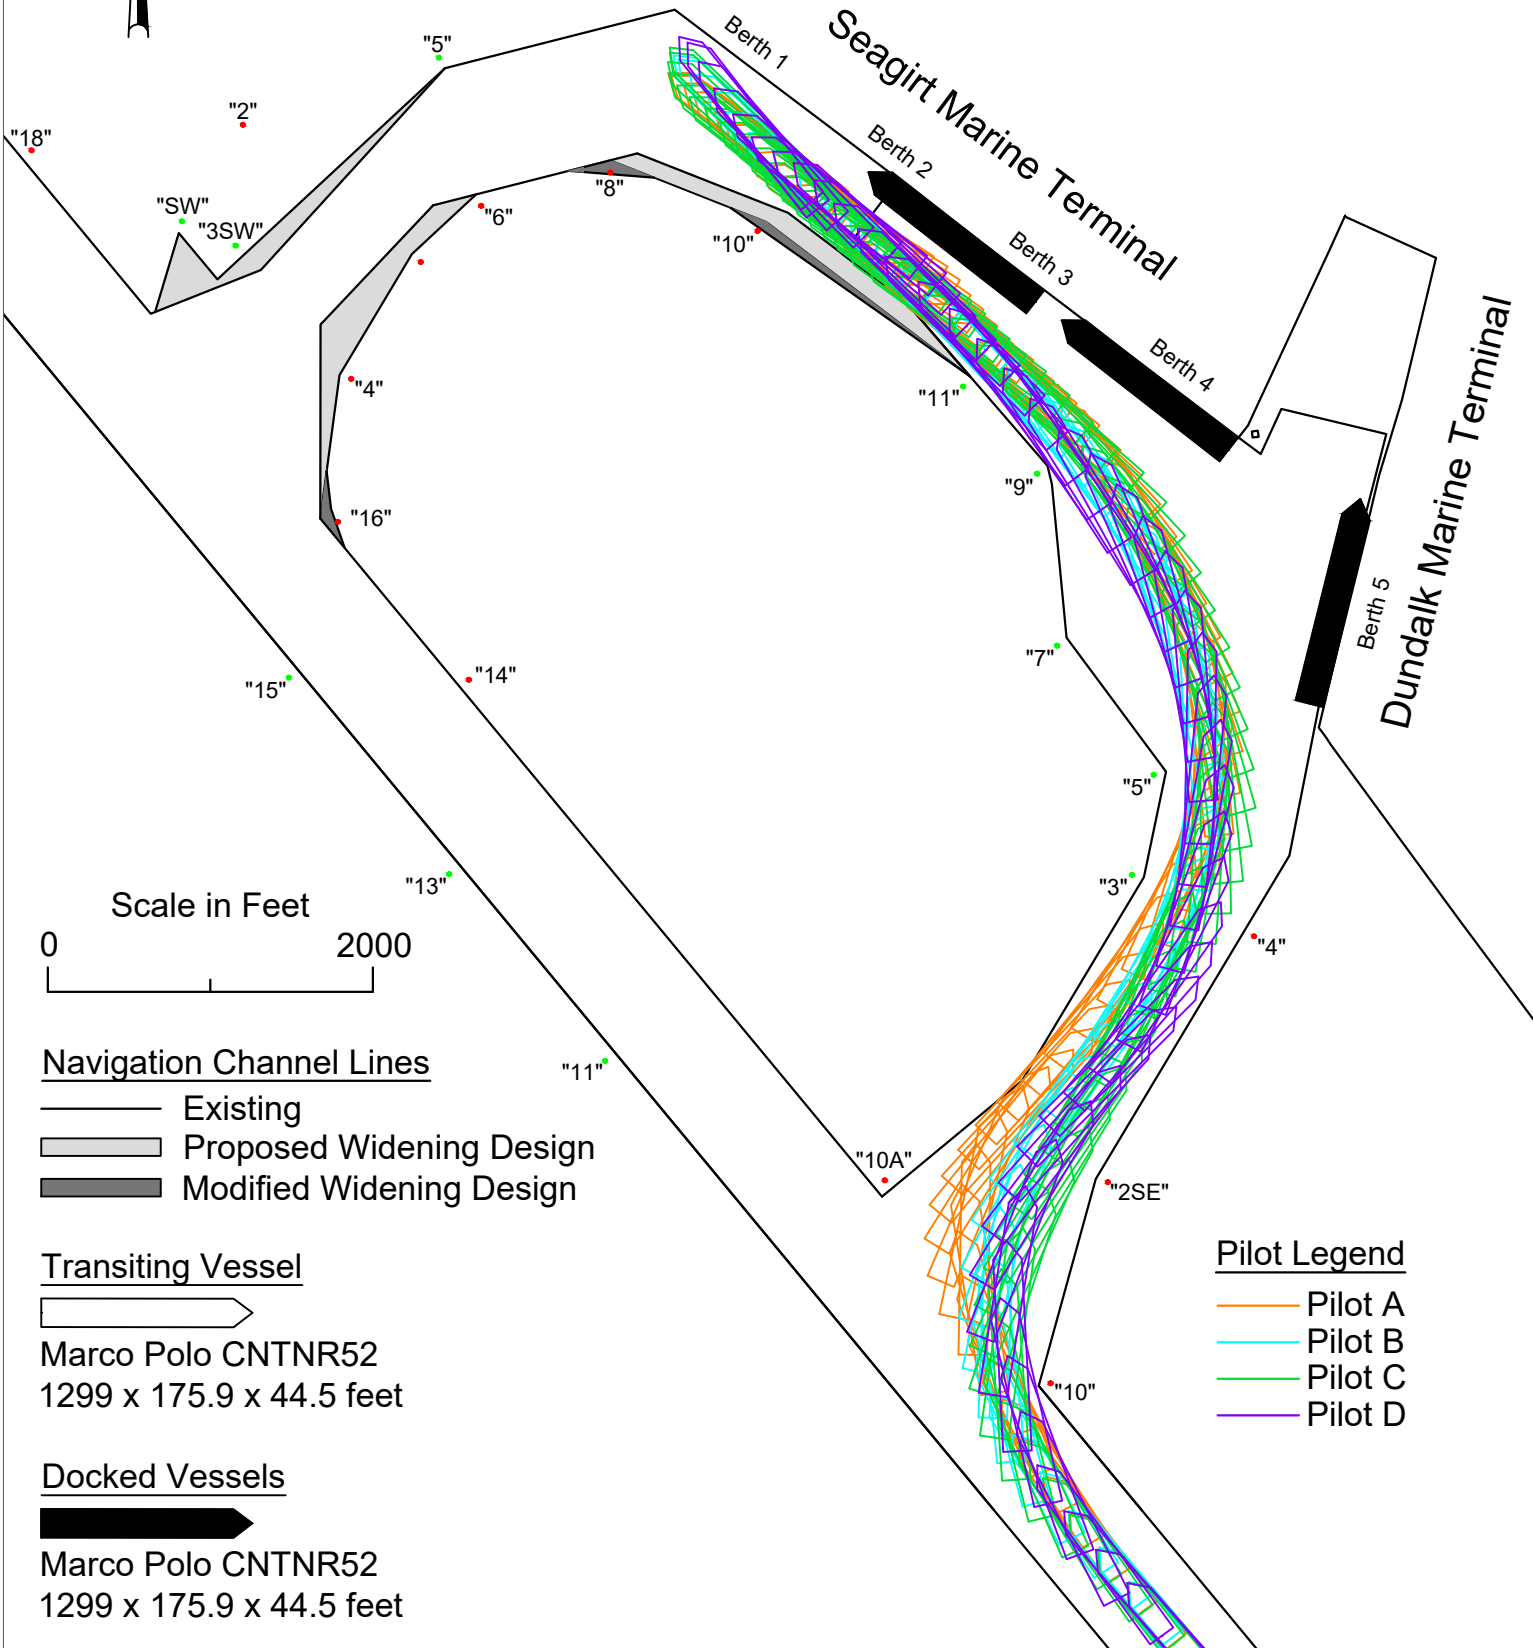 "5"
Berth 1
Seagirt Marine Terminal
"2"
"18"
Berth 2
"8"
"SW"
"6"
"3SW"
"10"
Berth 3
Berth 4
"4"
"11"
"9"
"16"
Dundalk Marine Terminal
Berth 5
"7"
"14"
"15"
"5"
"13"
"3"
Scale in Feet
0 2000
"4"
"11"
Navigation Channel Lines
Existing
Proposed Widening Design
Modified Widening Design
"10A"
"2SE"
Transiting Vessel
Marco Polo CNTNR52
1299 x 175.9 x 44.5 feet
"10"
Pilot Legend
Pilot A
Pilot B
Pilot C
Pilot D
Docked Vessels
Marco Polo CNTNR52
1299 x 175.9 x 44.5 feet